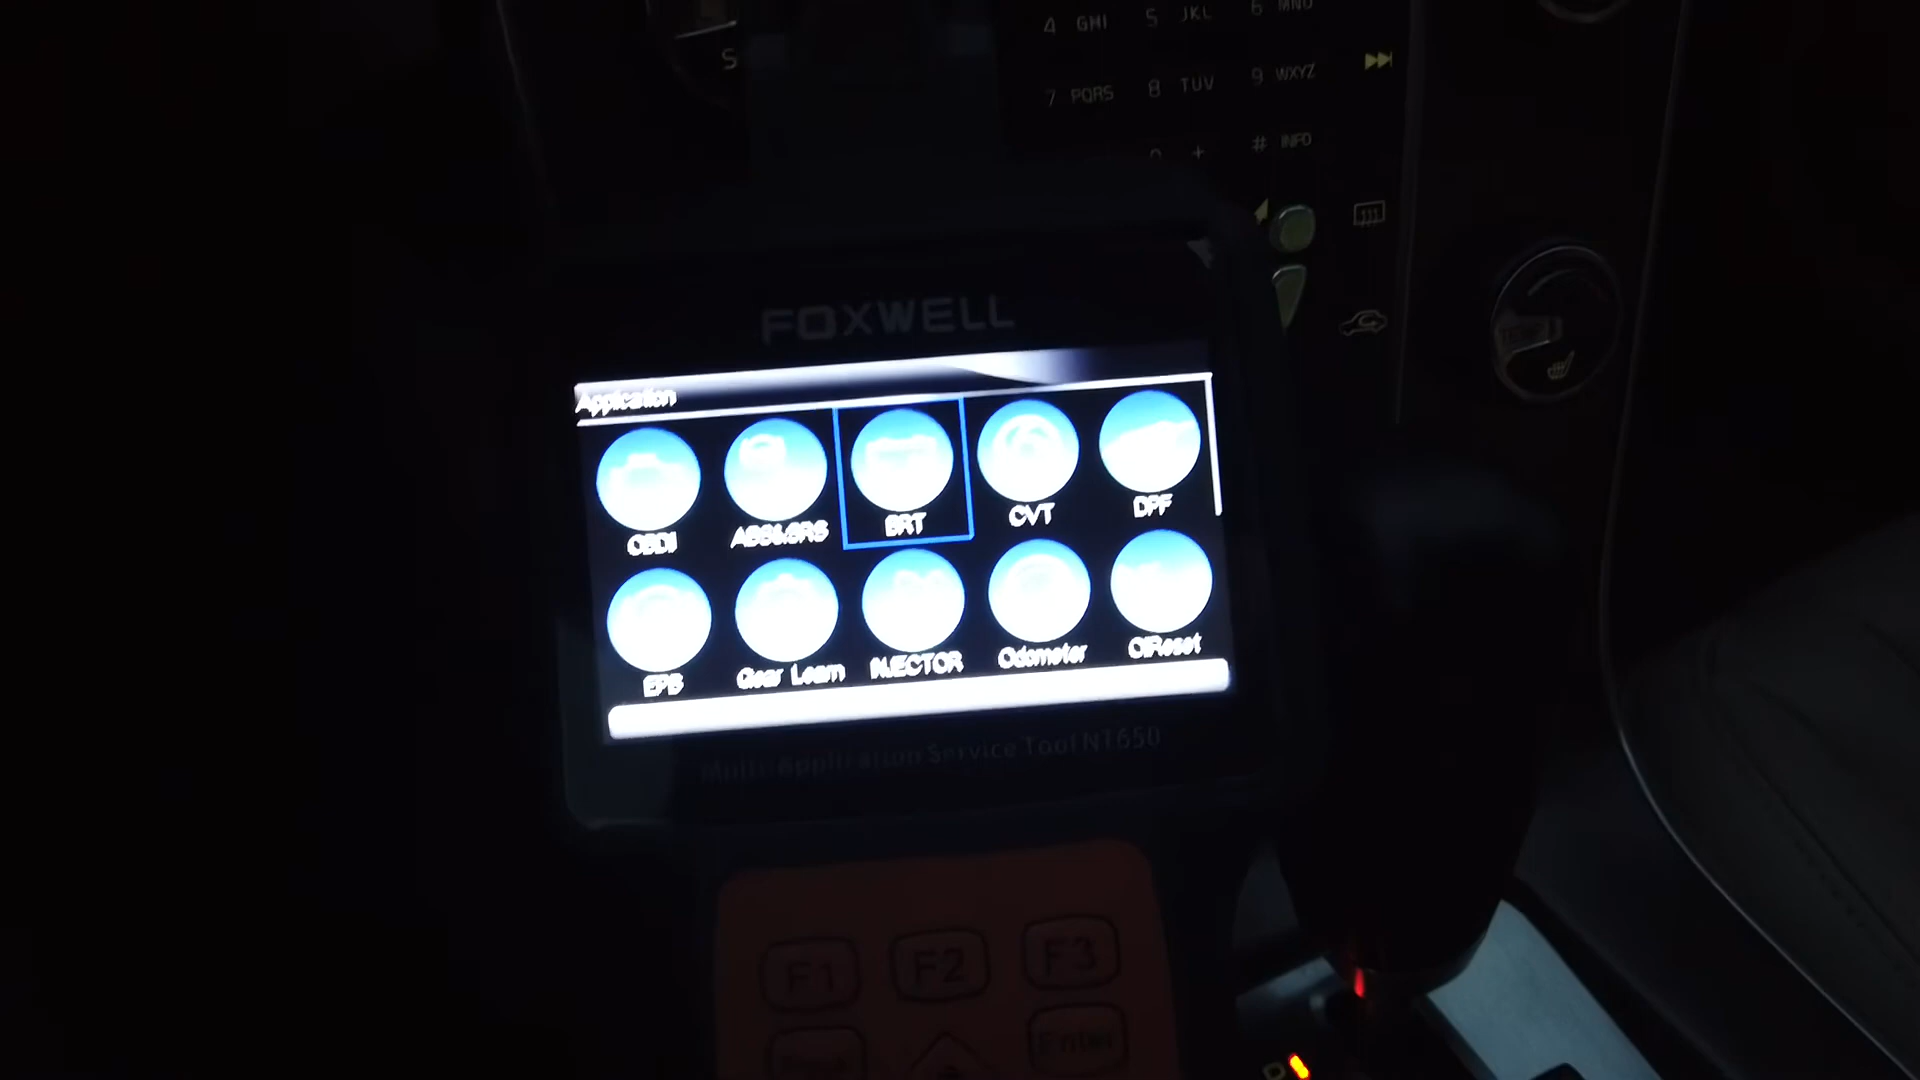 S
4 GHI 5 JKL 6 MNO
7 PQRS 8 TUV 9 WXYZ
0 + # INFO
FOXWELL
Application
OBDII ABS&SRS BRT CVT DPF
EPB Gear Learn INJECTOR Odometer OilReset
Multi-Application Service Tool NT650
F1 F2 F3
Enter